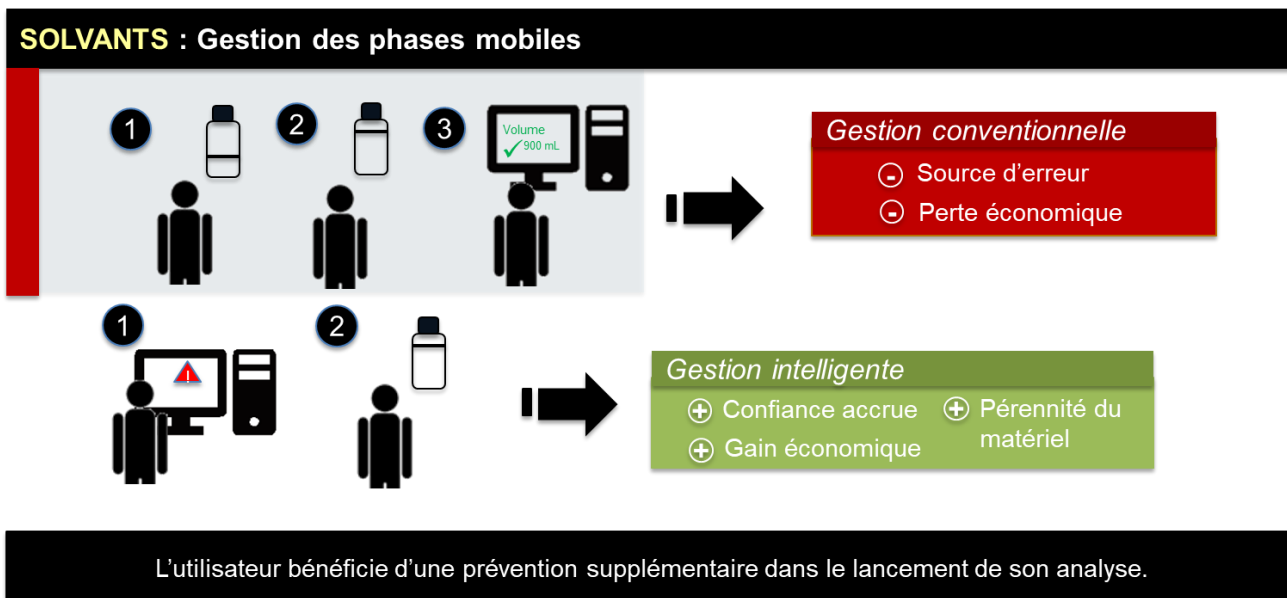 SOLVANTS : Gestion des phases mobiles
1
2
3
Volume
900 mL
Gestion conventionnelle
- Source d’erreur
- Perte économique
1
!
2
Gestion intelligente
+ Confiance accrue
+ Gain économique
+ Pérennité du
matériel
L’utilisateur bénéficie d’une prévention supplémentaire dans le lancement de son analyse.